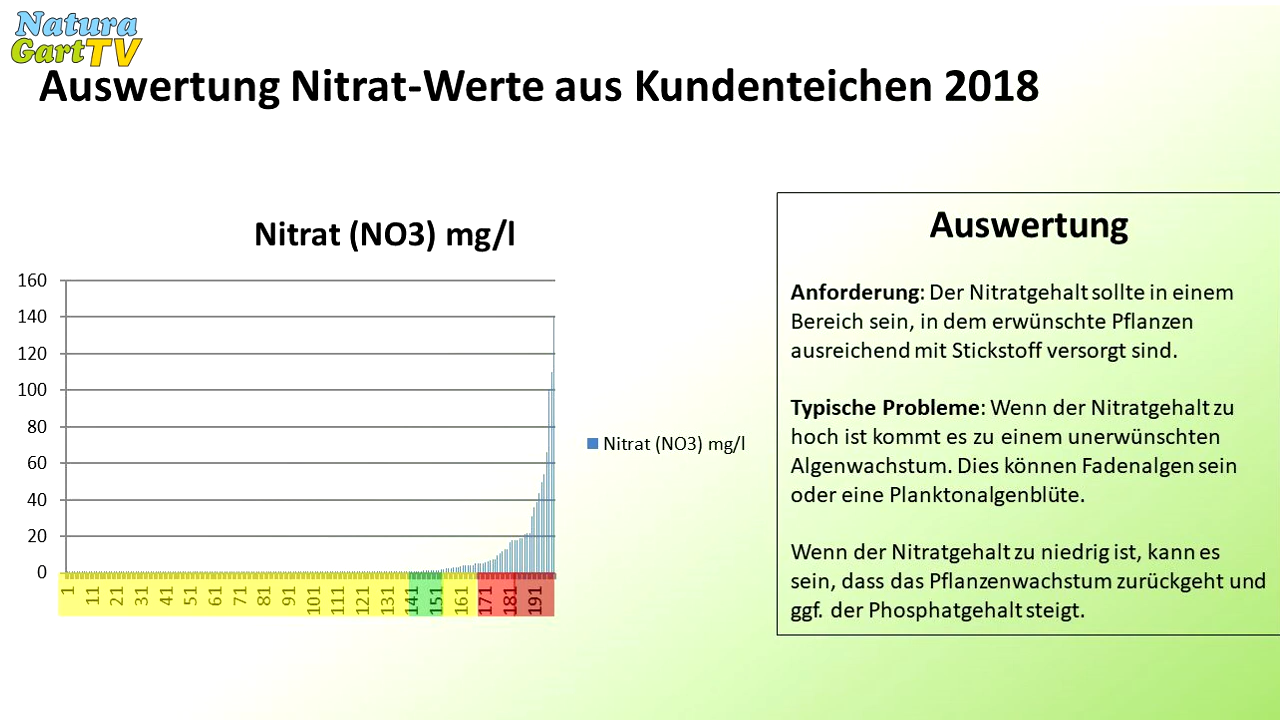 Natura
GartTV
Auswertung Nitrat-Werte aus Kundenteichen 2018
Nitrat (NO3) mg/l
160
140
120
100
80
60
40
20
0
1 11 21 31 41 51 61 71 81 91 101 111 121 131 141 151 161 171 181 191
Nitrat (NO3) mg/l
Auswertung
Anforderung: Der Nitratgehalt sollte in einem
Bereich sein, in dem erwünschte Pflanzen
ausreichend mit Stickstoff versorgt sind.
Typische Probleme: Wenn der Nitratgehalt zu
hoch ist kommt es zu einem unerwünschten
Algenwachstum. Dies können Fadenalgen sein
oder eine Planktonalgenblüte.
Wenn der Nitratgehalt zu niedrig ist, kann es
sein, dass das Pflanzenwachstum zurückgeht und
ggf. der Phosphatgehalt steigt.